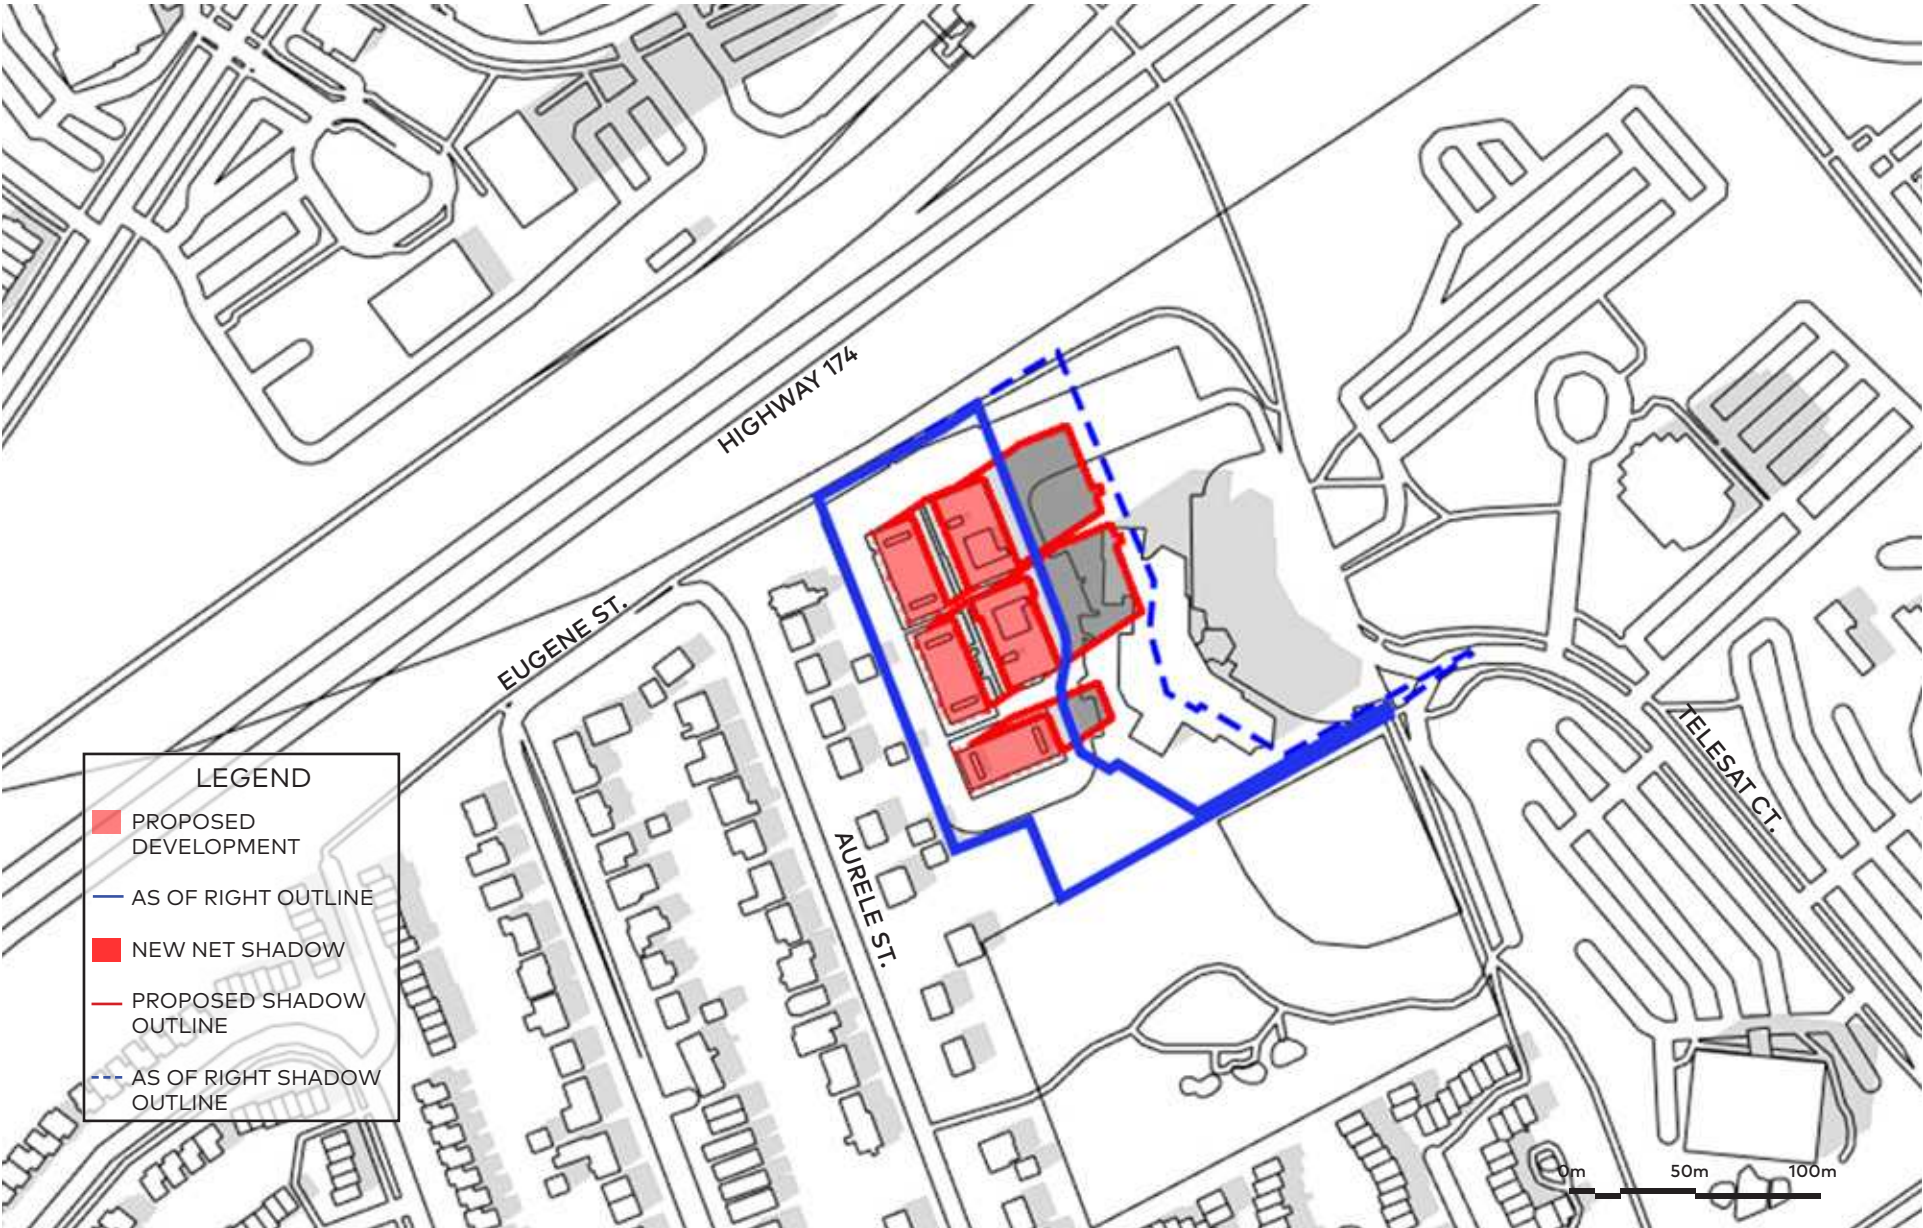 HIGHWAY 174
EUGENE ST.
AURELE ST.
TELESAT CT.
LEGEND
PROPOSED
DEVELOPMENT
AS OF RIGHT OUTLINE
NEW NET SHADOW
PROPOSED SHADOW
OUTLINE
AS OF RIGHT SHADOW
OUTLINE
0m 50m 100m